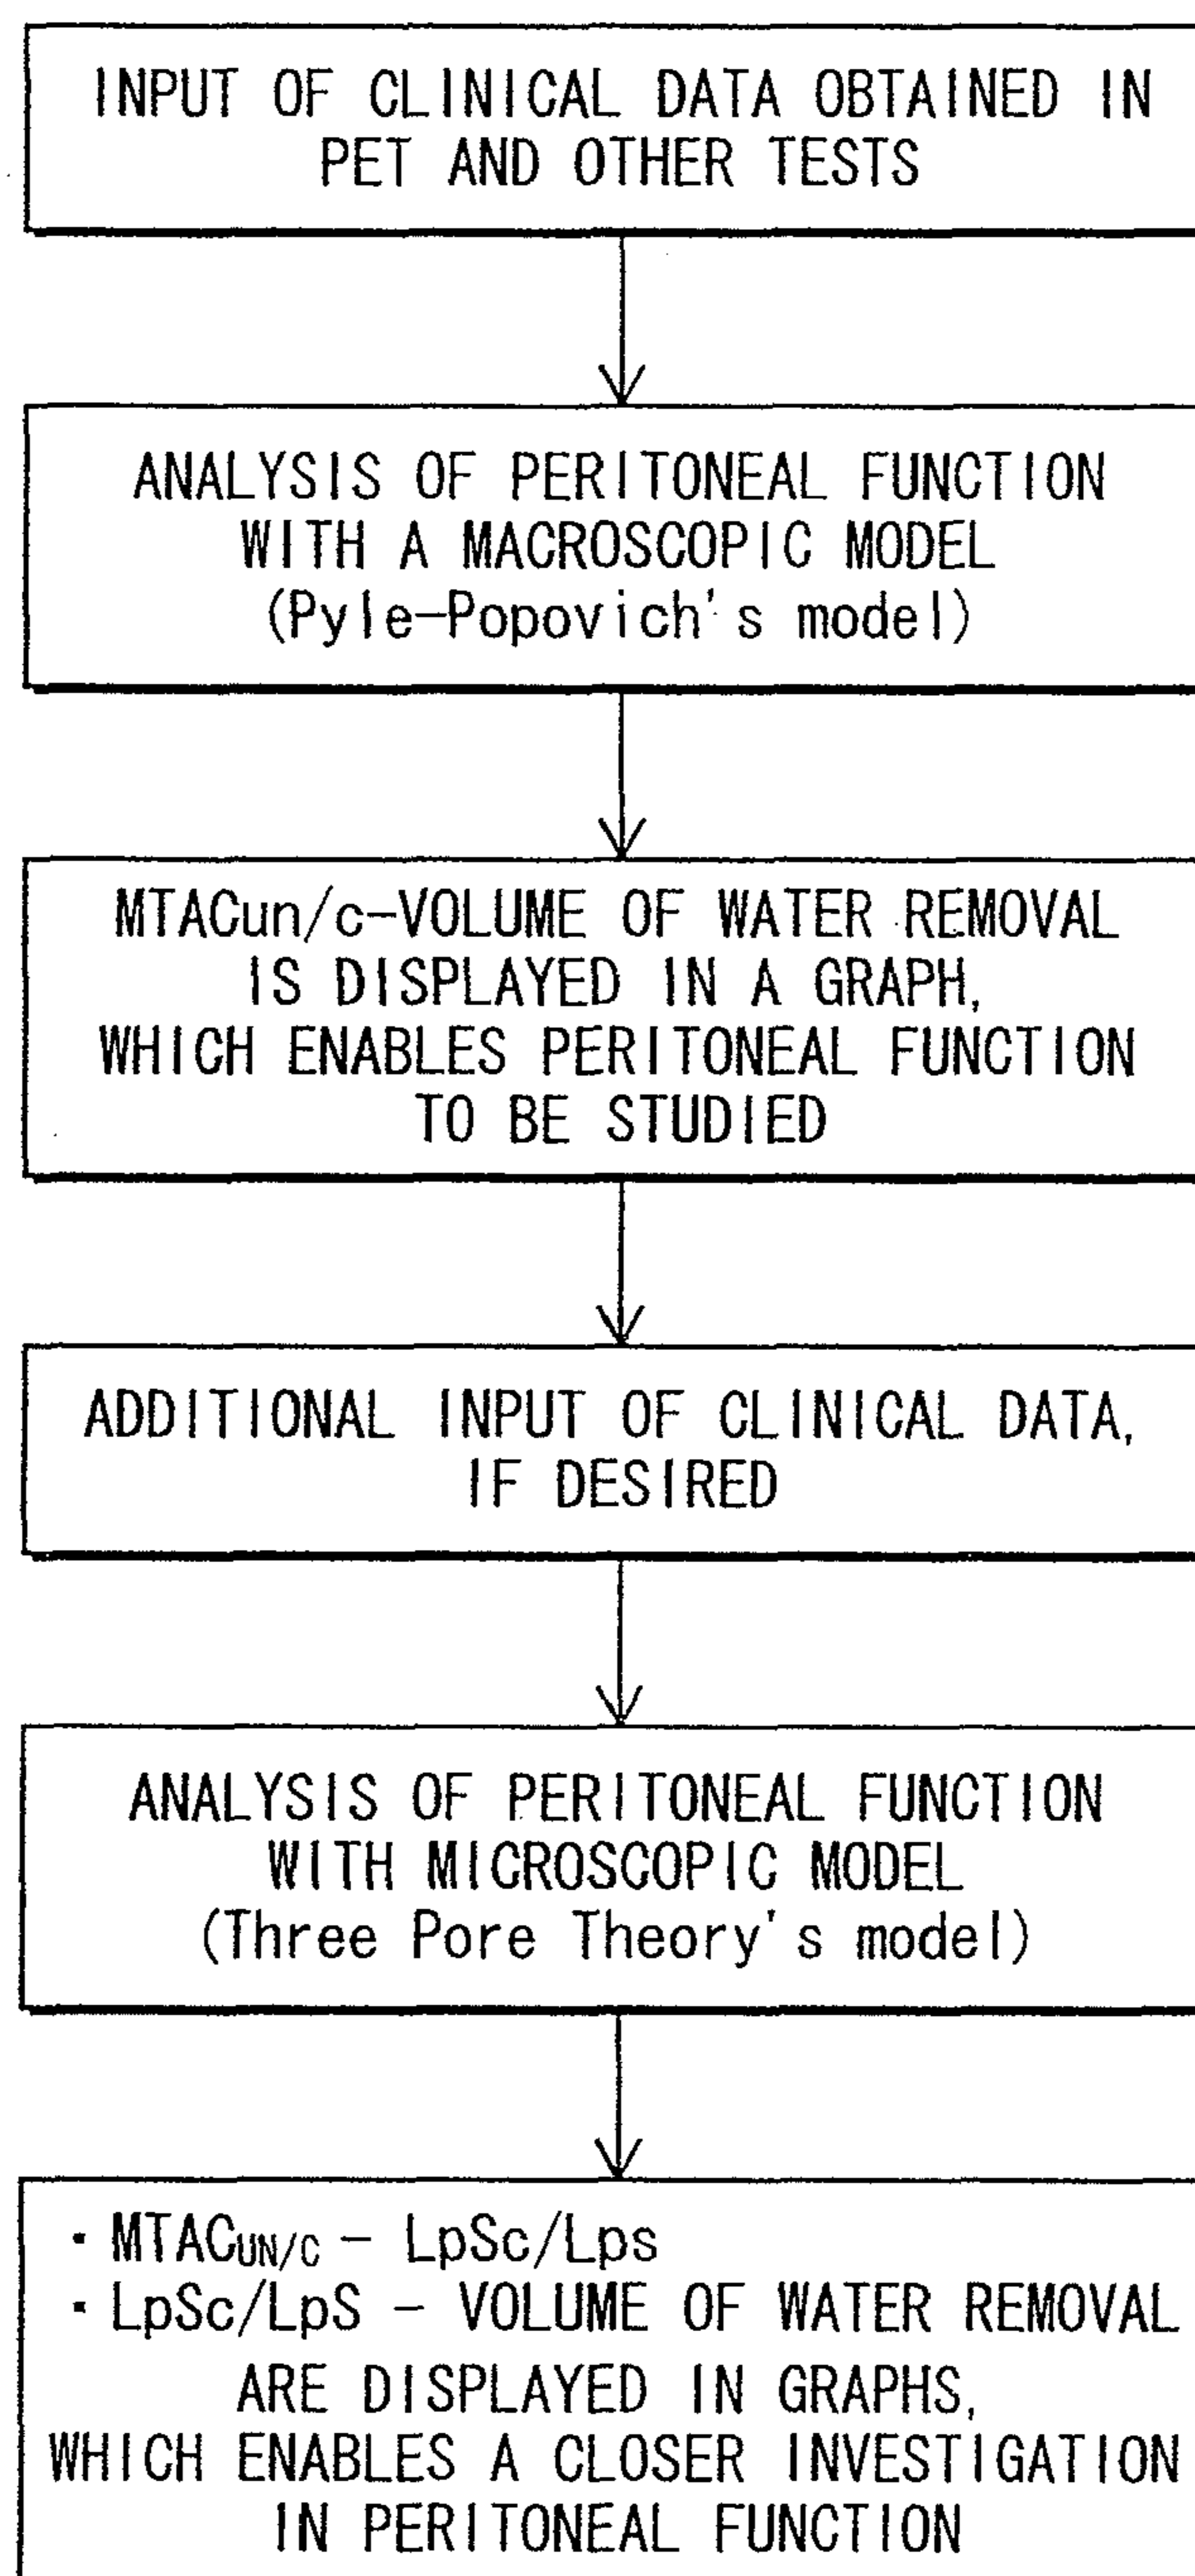 INPUT OF CLINICAL DATA OBTAINED IN
PET AND OTHER TESTS
ANALYSIS OF PERITONEAL FUNCTION
WITH A MACROSCOPIC MODEL
(Pyle-Popovich's model)
MTACun/c-VOLUME OF WATER REMOVAL
IS DISPLAYED IN A GRAPH,
WHICH ENABLES PERITONEAL FUNCTION
TO BE STUDIED
ADDITIONAL INPUT OF CLINICAL DATA,
IF DESIRED
ANALYSIS OF PERITONEAL FUNCTION
WITH MICROSCOPIC MODEL
(Three Pore Theory's model)
· MTACUN/C – LpSc/Lps
· LpSc/LpS – VOLUME OF WATER REMOVAL
ARE DISPLAYED IN GRAPHS,
WHICH ENABLES A CLOSER INVESTIGATION
IN PERITONEAL FUNCTION